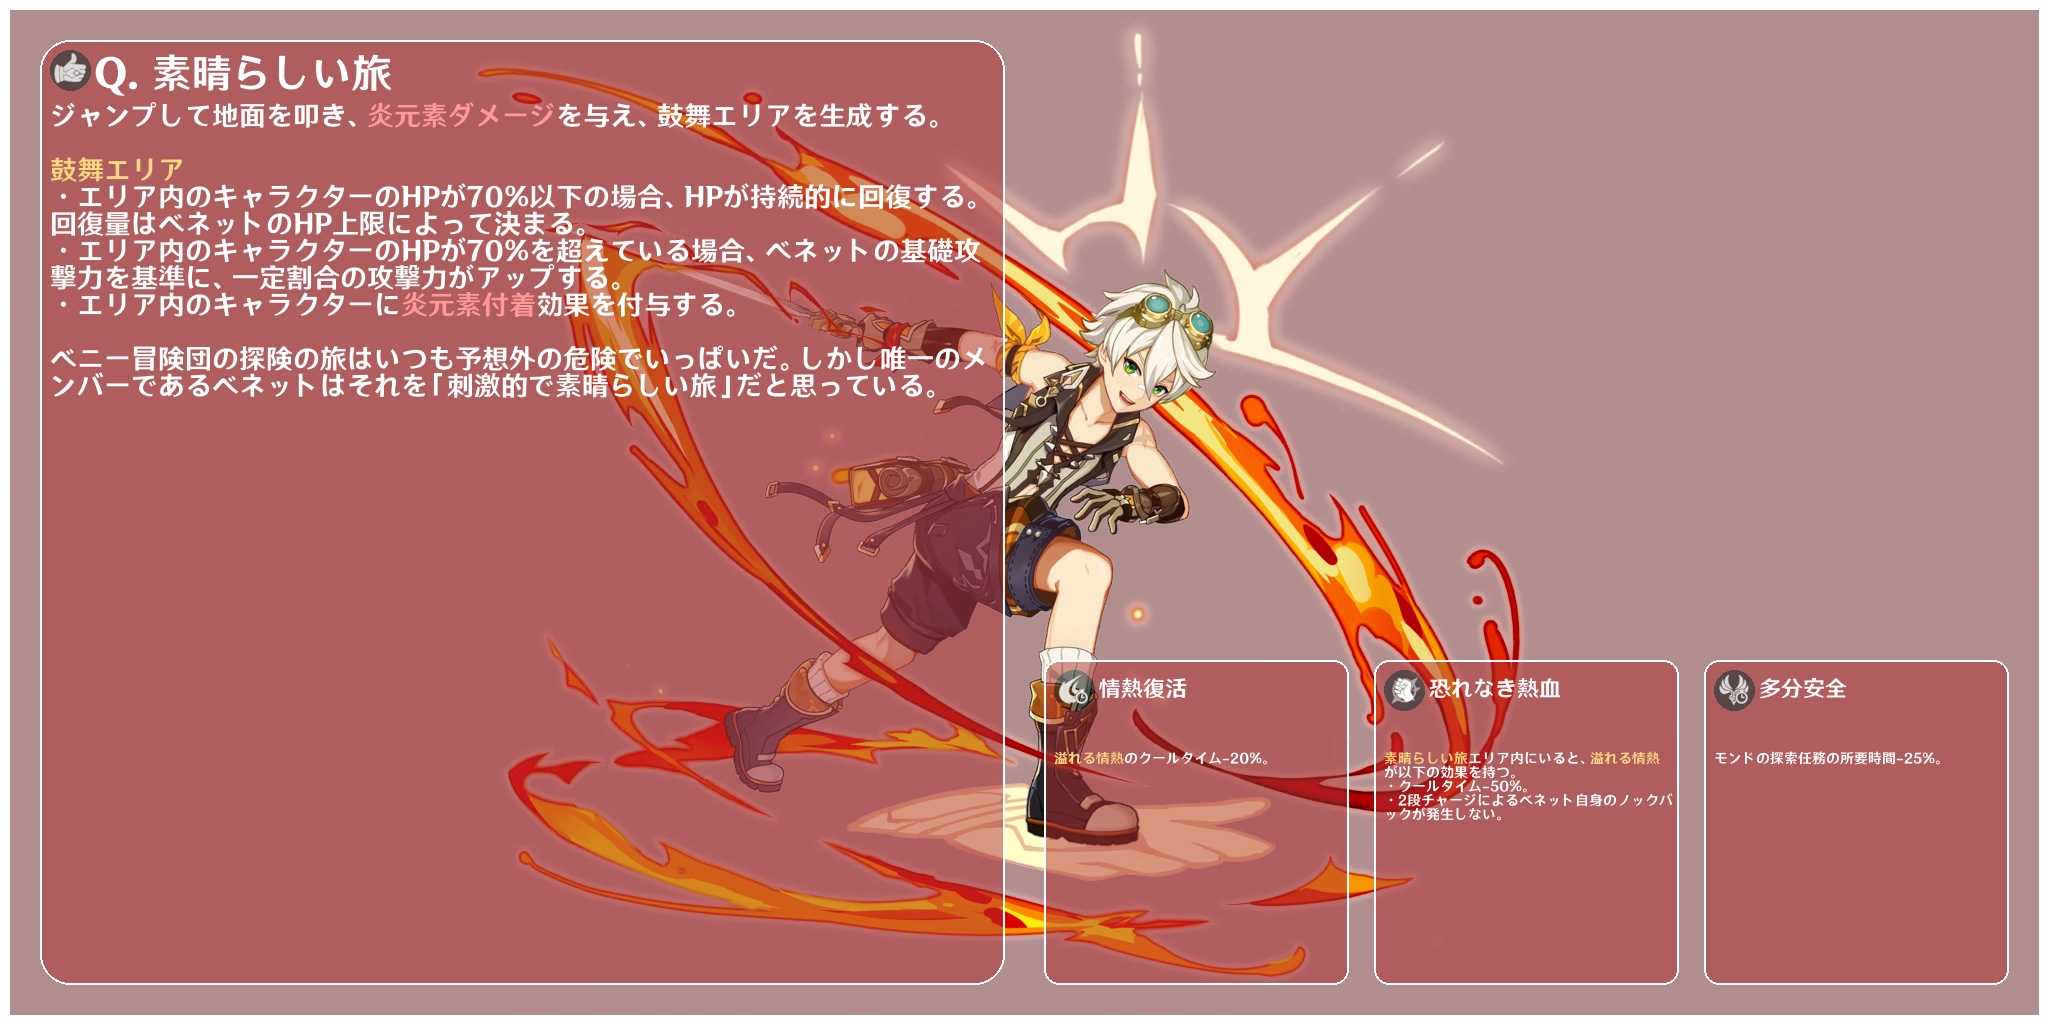 Q. 素晴らしい旅
ジャンプして地面を叩き、炎元素ダメージを与え、鼓舞エリアを生成する。
鼓舞エリア
・エリア内のキャラクターのHPが70%以下の場合、HPが持続的に回復する。
回復量はベネットのHP上限によって決まる。
・エリア内のキャラクターのHPが70%を超えている場合、ベネットの基礎攻
撃力を基準に、一定割合の攻撃力がアップする。
・エリア内のキャラクターに炎元素付着効果を付与する。
ベニー冒険団の探険の旅はいつも予想外の危険でいっぱいだ。しかし唯一のメ
ンバーであるベネットはそれを「刺激的で素晴らしい旅」だと思っている。
情熱復活
溢れる情熱のクールタイム-20%。
恐れなき熱血
素晴らしい旅エリア内にいると、溢れる情熱
が以下の効果を持つ。
・クールタイム-50%。
・2段チャージによるベネット自身のノックバ
ックが発生しない。
多分安全
モンドの探索任務の所要時間-25%。